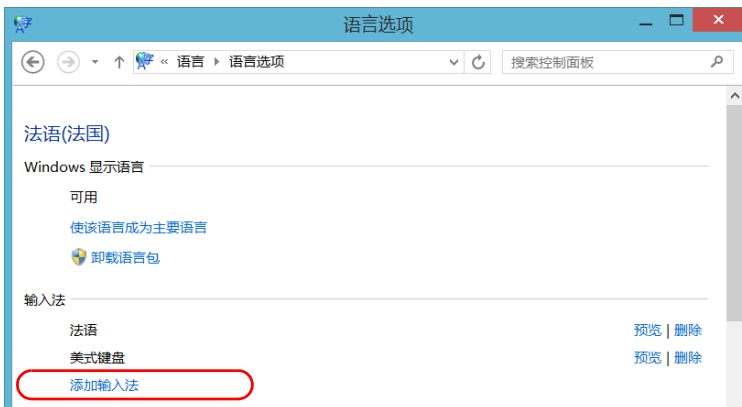 语言选项
« 语言 ▸ 语言选项 搜索控制面板
法语(法国)
Windows 显示语言
可用
使该语言成为主要语言
卸载语言包
输入法
法语 预览 | 删除
美式键盘 预览 | 删除
添加输入法